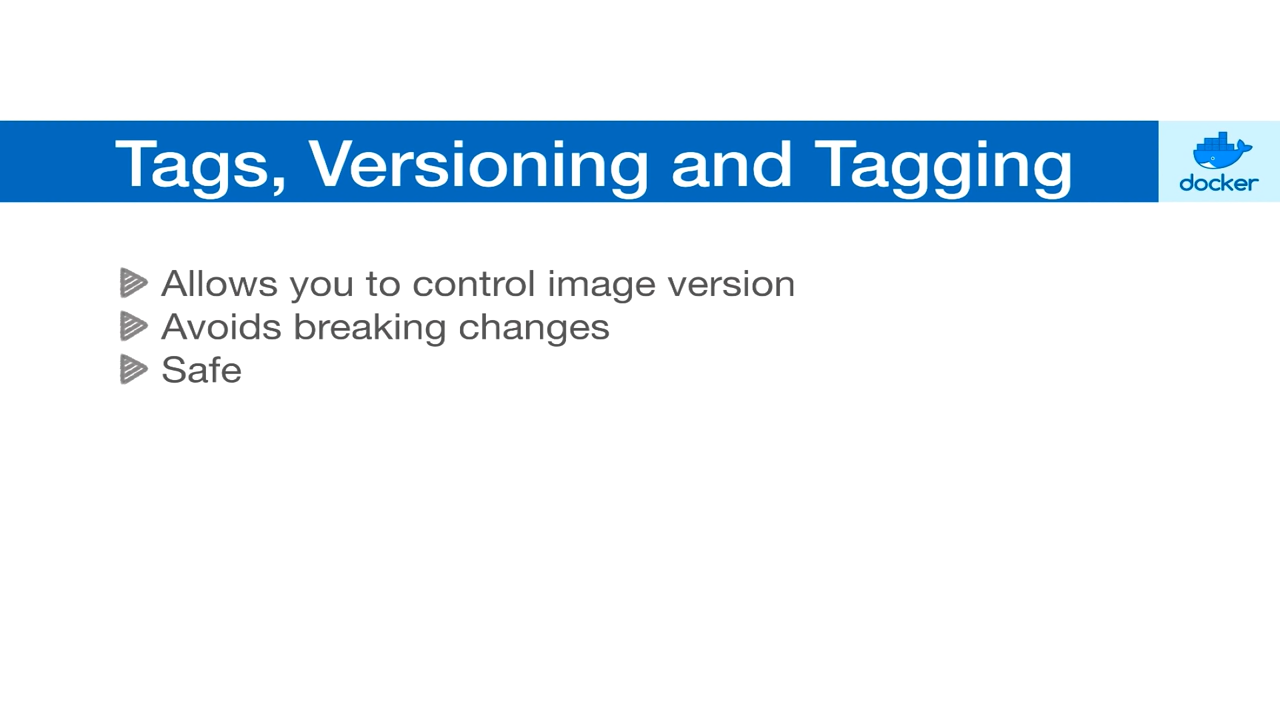 Tags, Versioning and Tagging
docker
Allows you to control image version
Avoids breaking changes
Safe